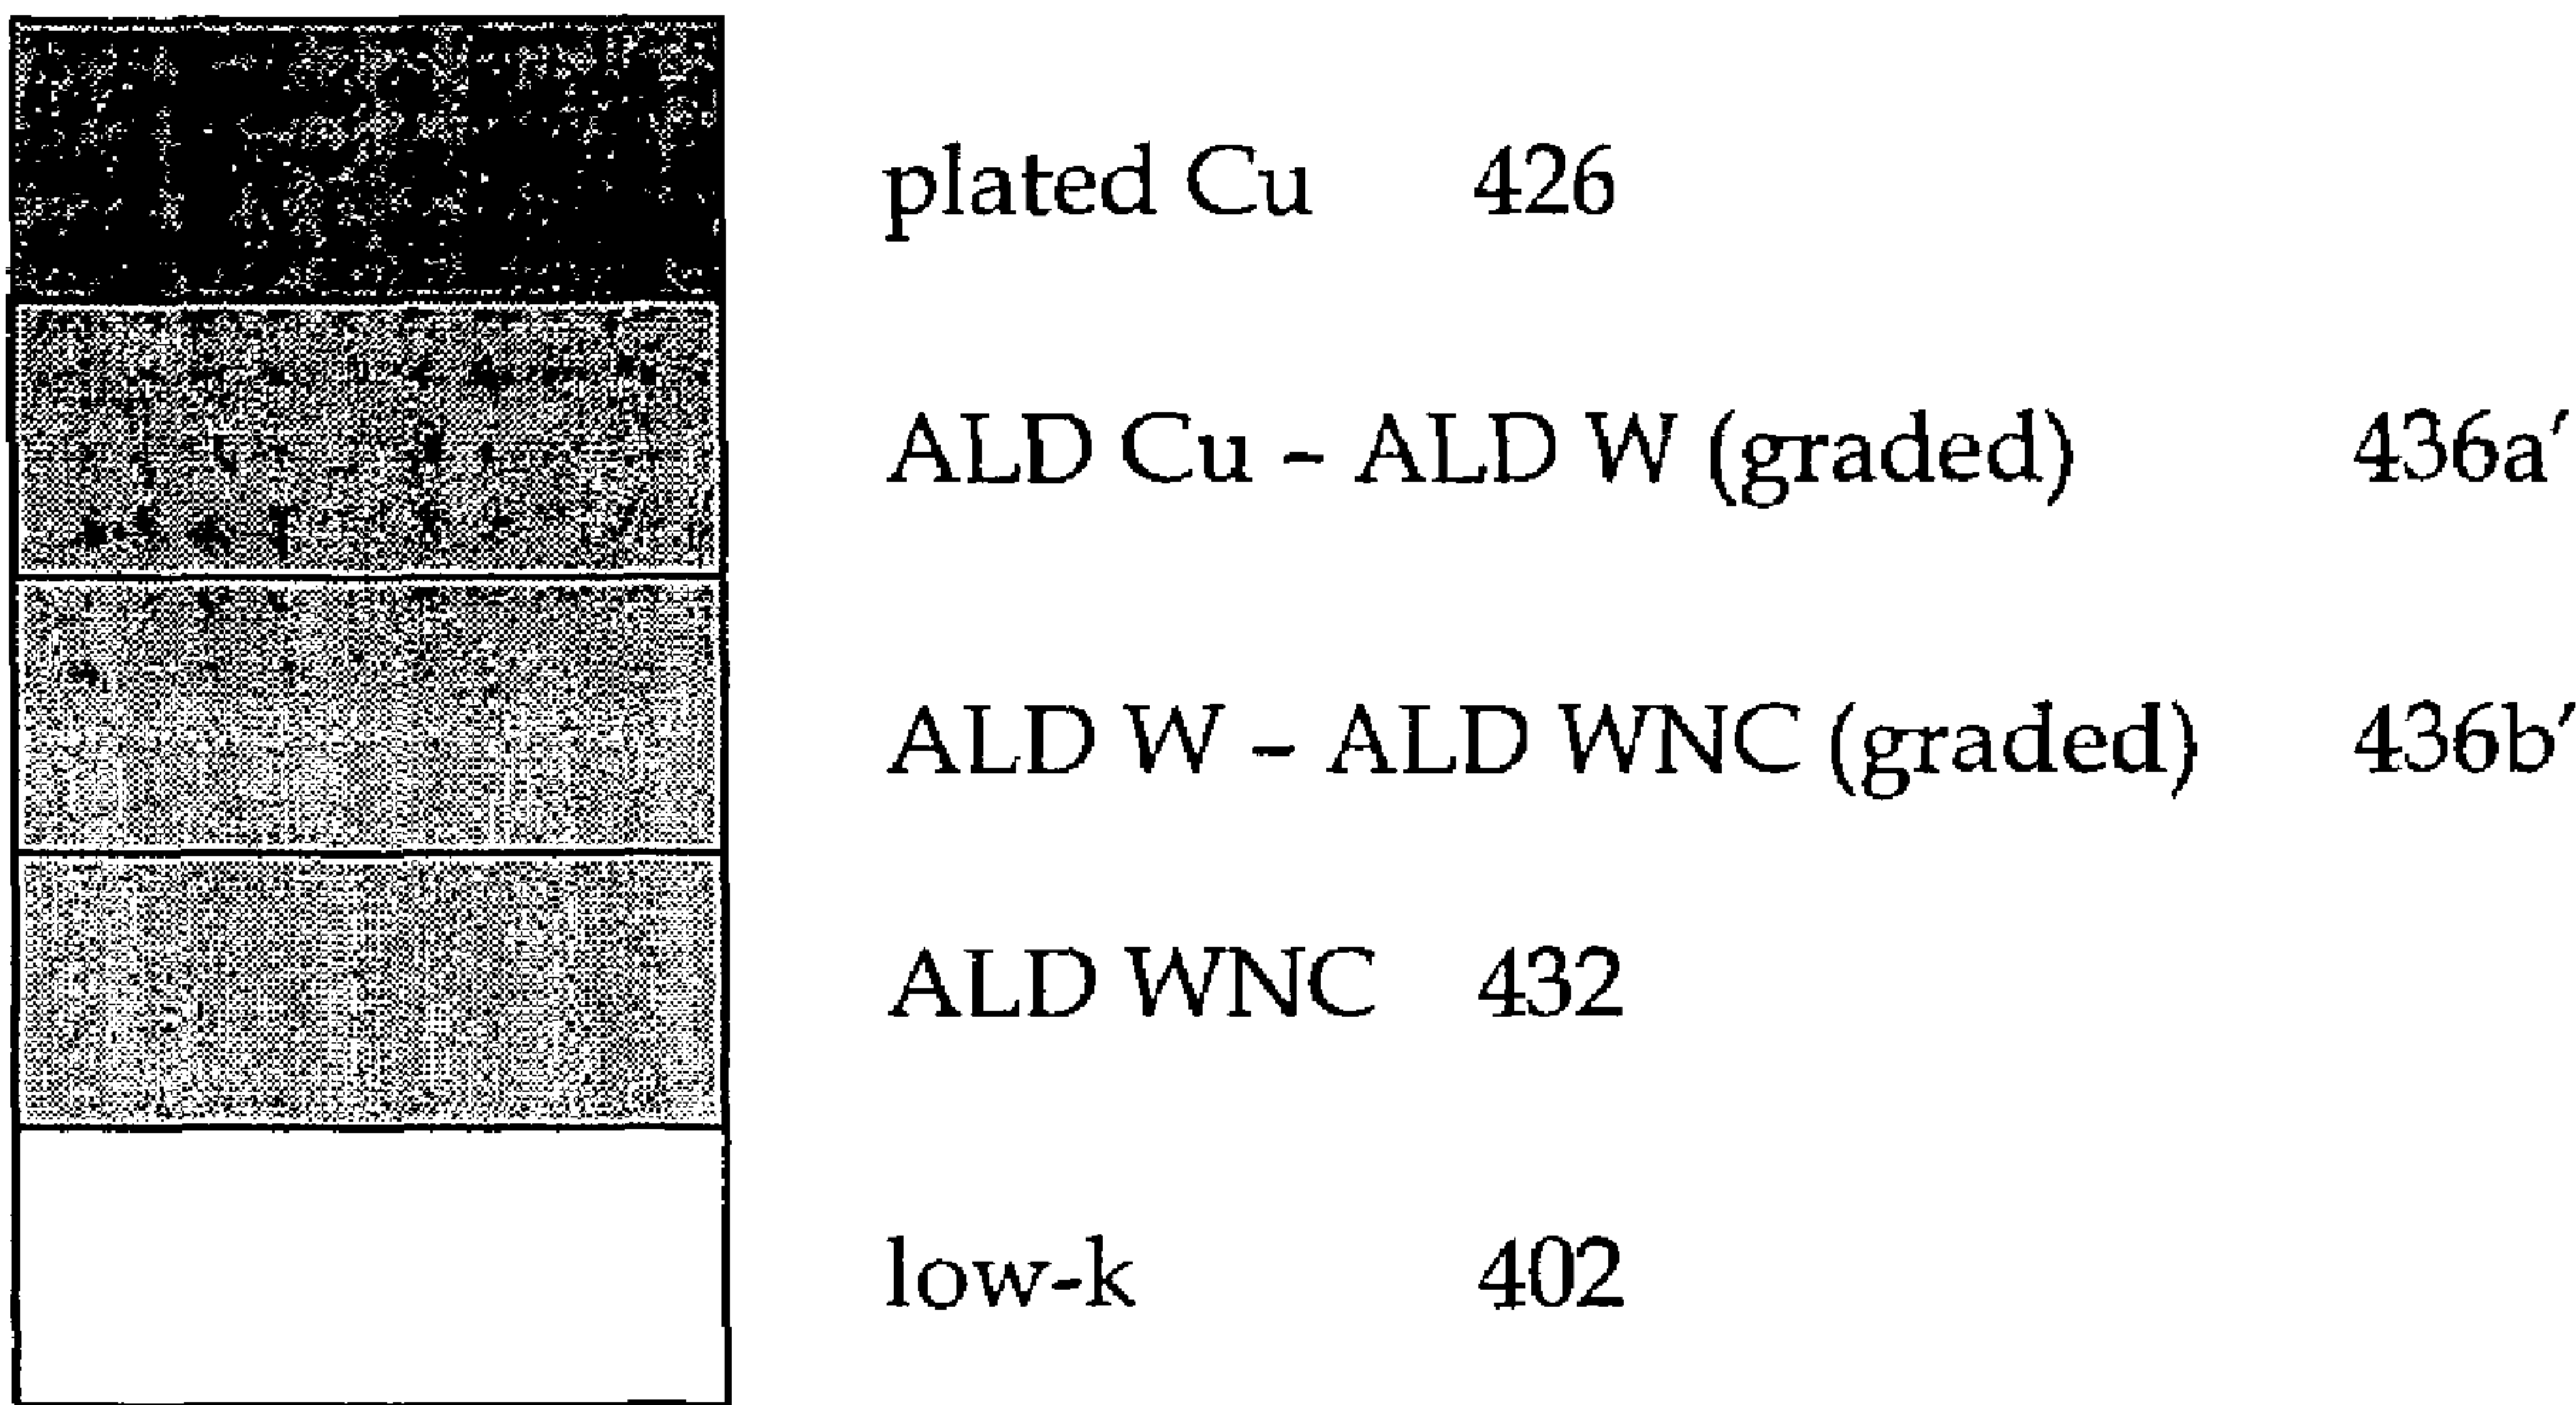 plated Cu 426
ALD Cu – ALD W (graded) 436a′
ALD W – ALD WNC (graded) 436b′
ALD WNC 432
low-k 402